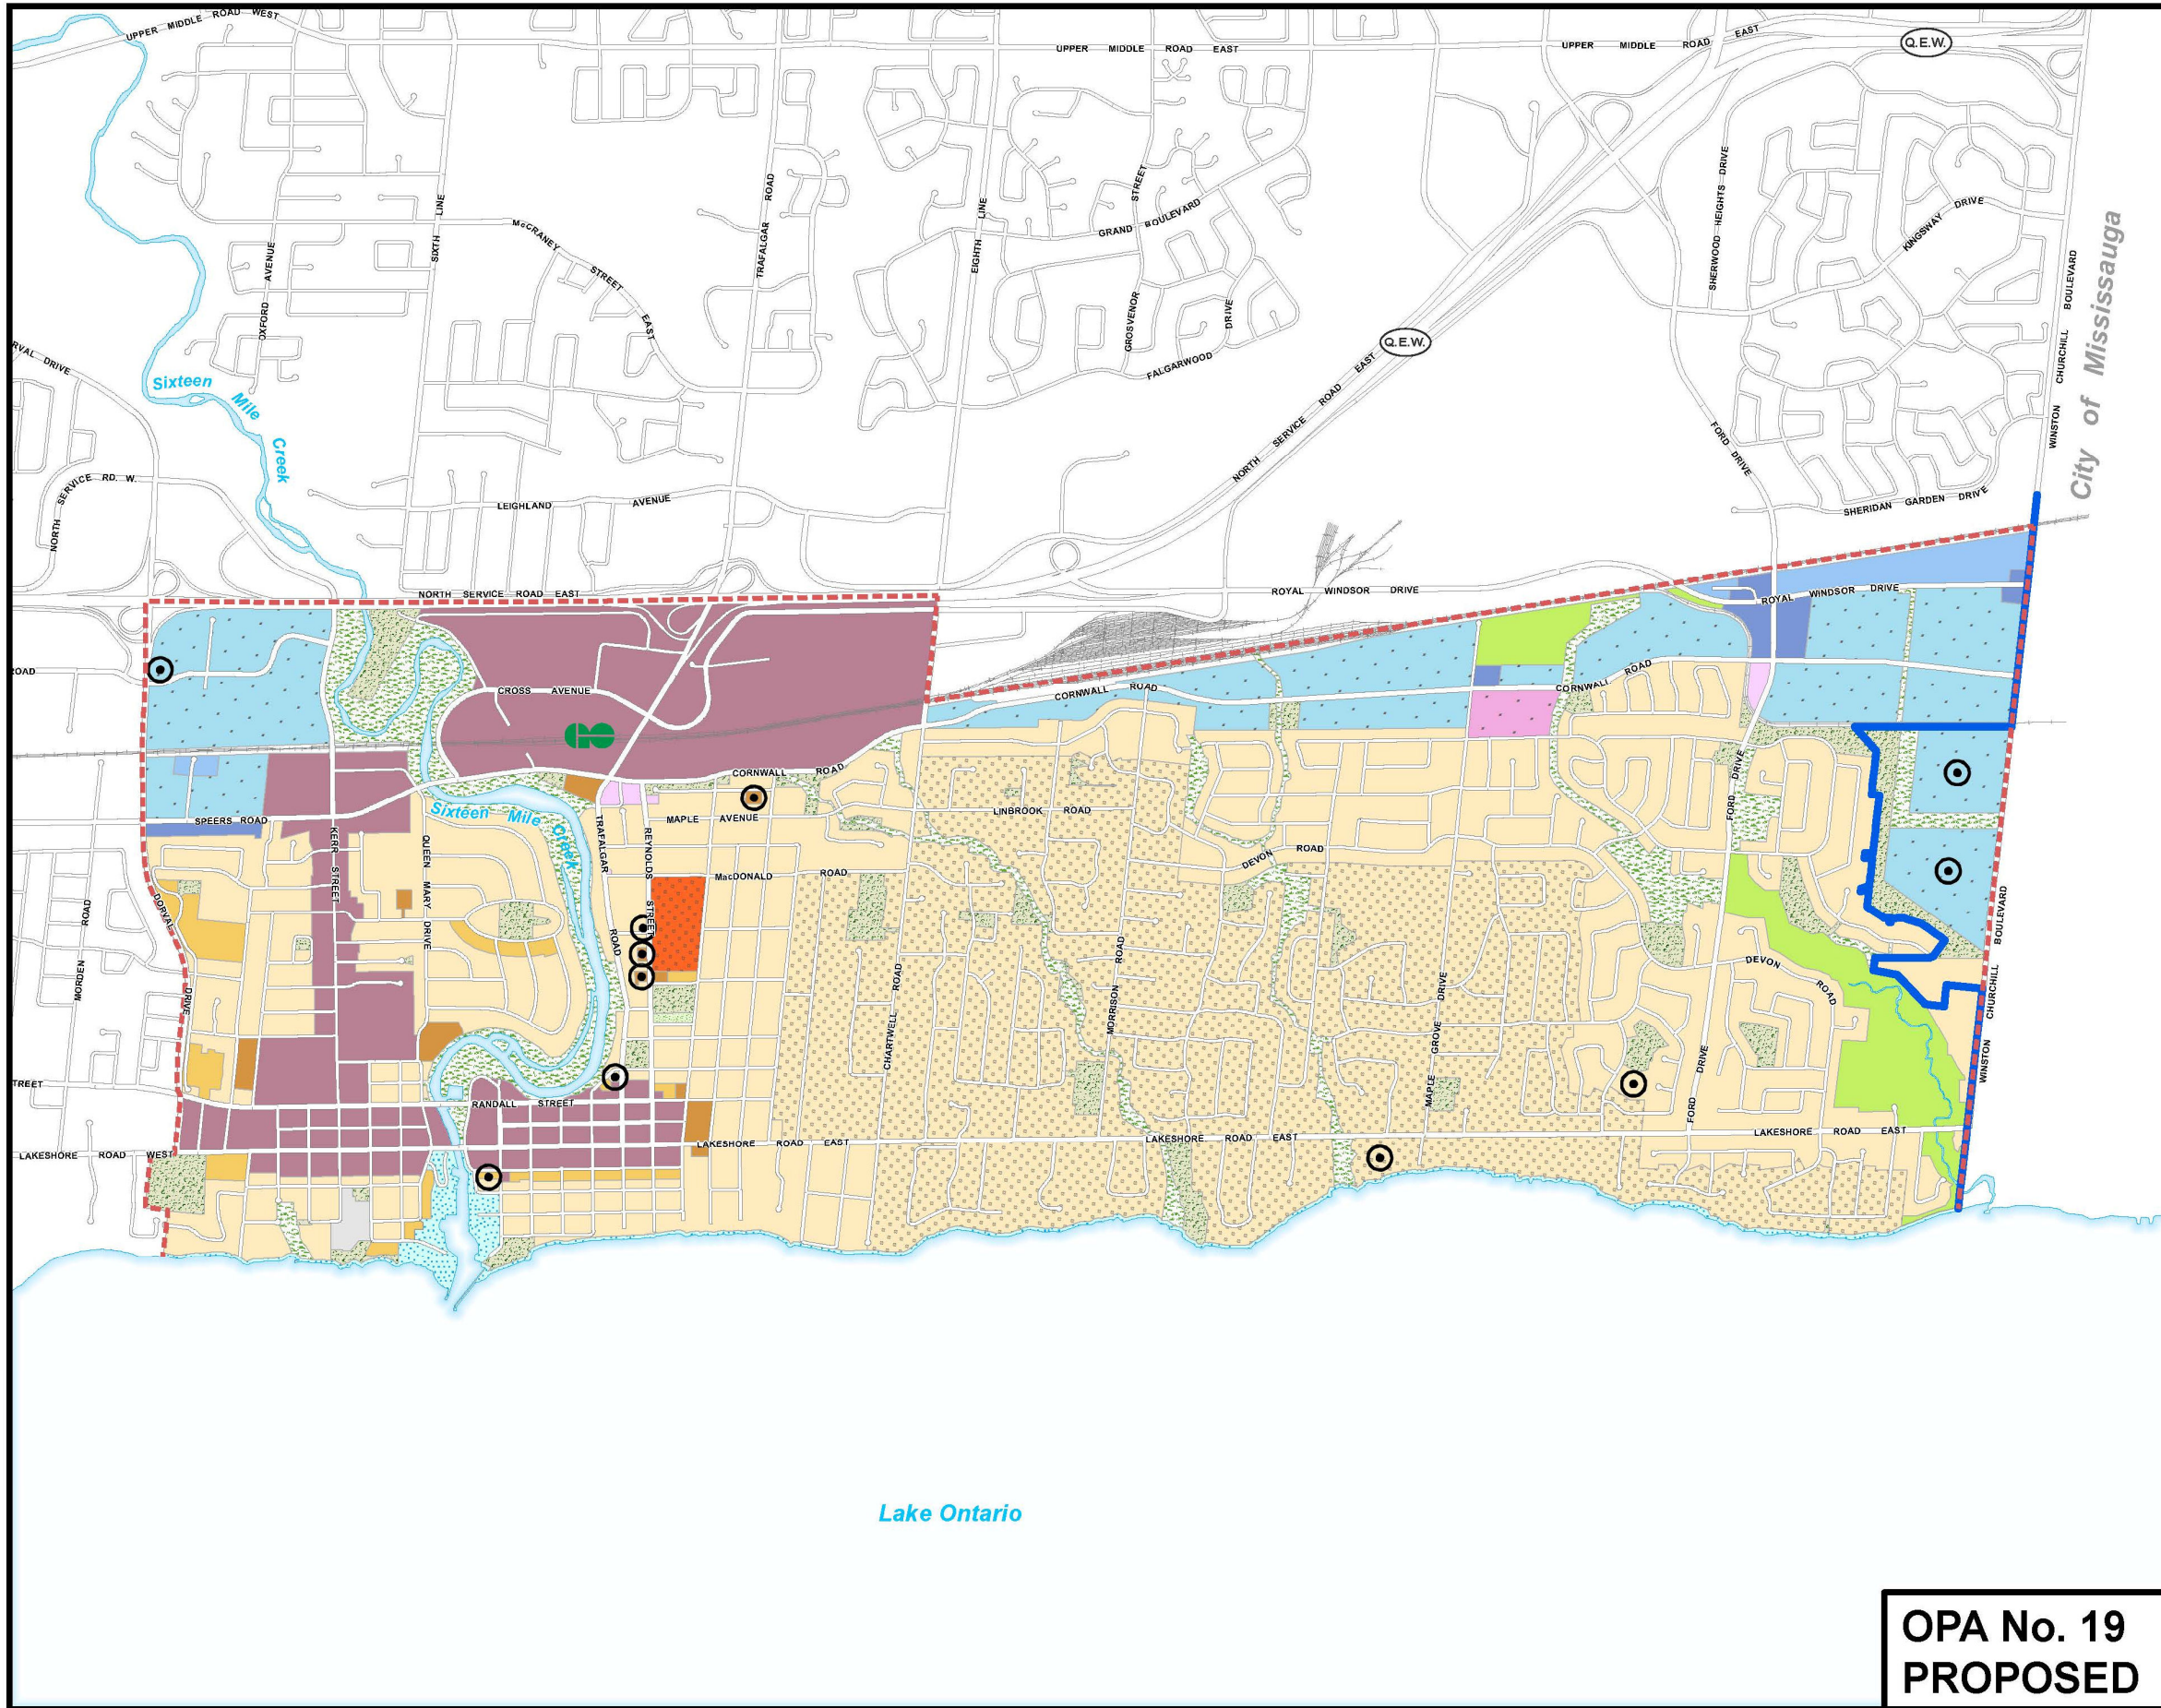 UPPER MIDDLE ROAD WEST
UPPER MIDDLE ROAD EAST
UPPER MIDDLE ROAD EAST
Q.E.W.
OXFORD AVENUE
SIXTH LINE
McCRANEY STREET EAST
TRAFALGAR ROAD
EIGHTH LINE
GRAND BOULEVARD
GROSVENOR STREET
FALGARWOOD DRIVE
NORTH SERVICE ROAD EAST
Q.E.W.
SHERWOOD HEIGHTS DRIVE
KINGSWAY DRIVE
WINSTON CHURCHILL BOULEVARD
City of Mississauga
FORD DRIVE
SHERIDAN GARDEN DRIVE
RVAL DRIVE
Sixteen Mile Creek
NORTH SERVICE RD. W.
LEIGHLAND AVENUE
NORTH SERVICE ROAD EAST
ROYAL WINDSOR DRIVE
ROYAL WINDSOR DRIVE
OAD
CROSS AVENUE
GO
CORNWALL ROAD
CORNWALL ROAD
CORNWALL ROAD
SPEERS ROAD
Sixteen Mile Creek
MAPLE AVENUE
LINBROOK ROAD
DEVON ROAD
MacDONALD ROAD
KERR STREET
QUEEN MARY DRIVE
TRAFALGAR ROAD
REYNOLDS STREET
MORDEN ROAD
DORVAL DRIVE
CHARTWELL ROAD
MORRISON ROAD
MAPLE GROVE DRIVE
FORD DRIVE
FORD DRIVE
DEVON ROAD
WINSTON CHURCHILL BOULEVARD
TREET
RANDALL STREET
LAKESHORE ROAD WEST
LAKESHORE ROAD EAST
LAKESHORE ROAD EAST
LAKESHORE ROAD EAST
Lake Ontario
OPA No. 19
PROPOSED